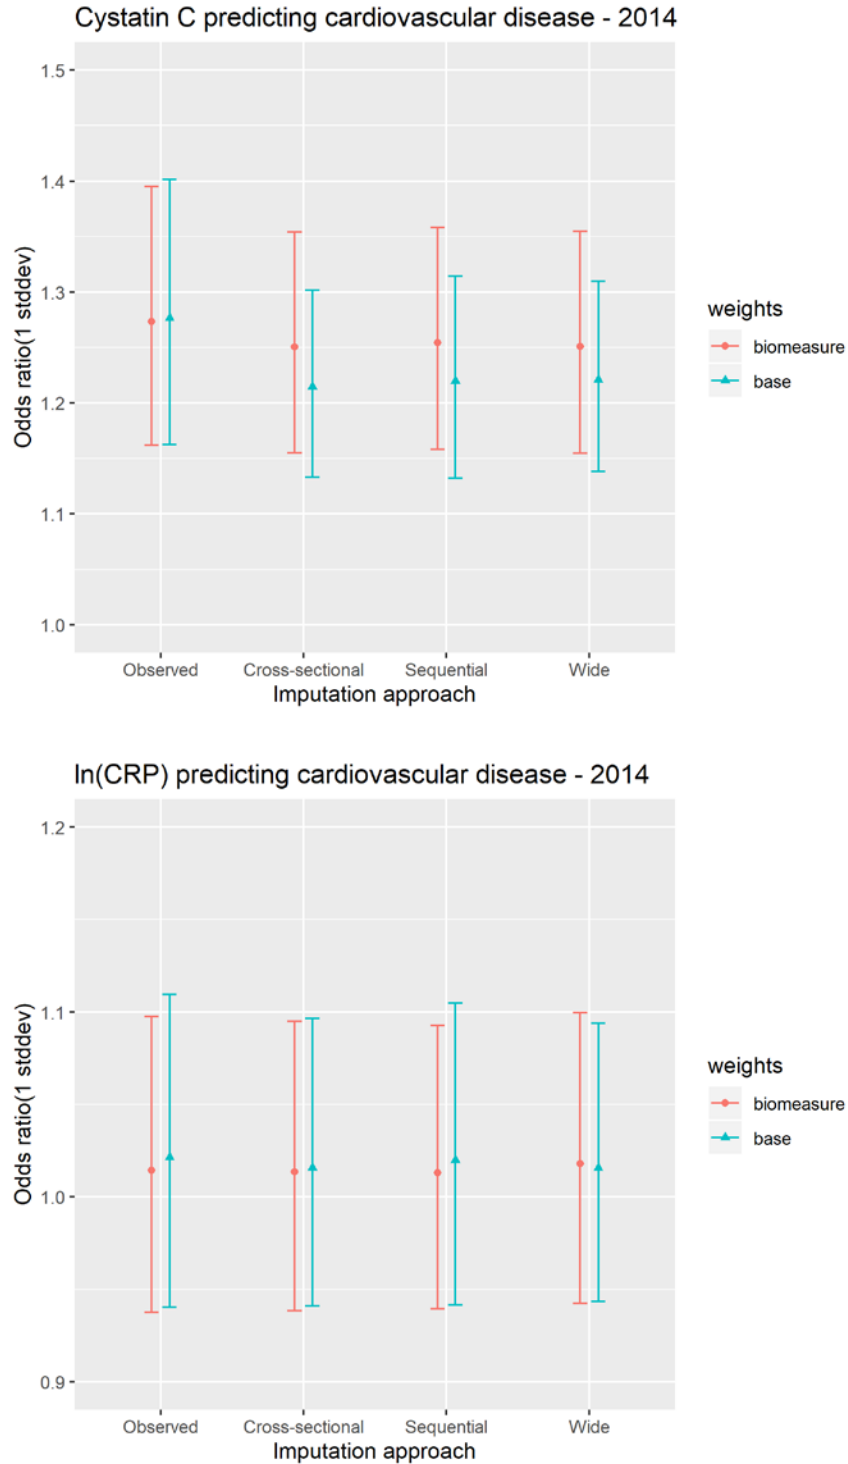 Cystatin C predicting cardiovascular disease - 2014
1.5
1.4
1.3
1.2
1.1
1.0
Odds ratio(1 stddev)
Observed Cross-sectional Sequential Wide
Imputation approach
weights
biomeasure
base
ln(CRP) predicting cardiovascular disease - 2014
1.2
1.1
1.0
0.9
Odds ratio(1 stddev)
Observed Cross-sectional Sequential Wide
Imputation approach
weights
biomeasure
base